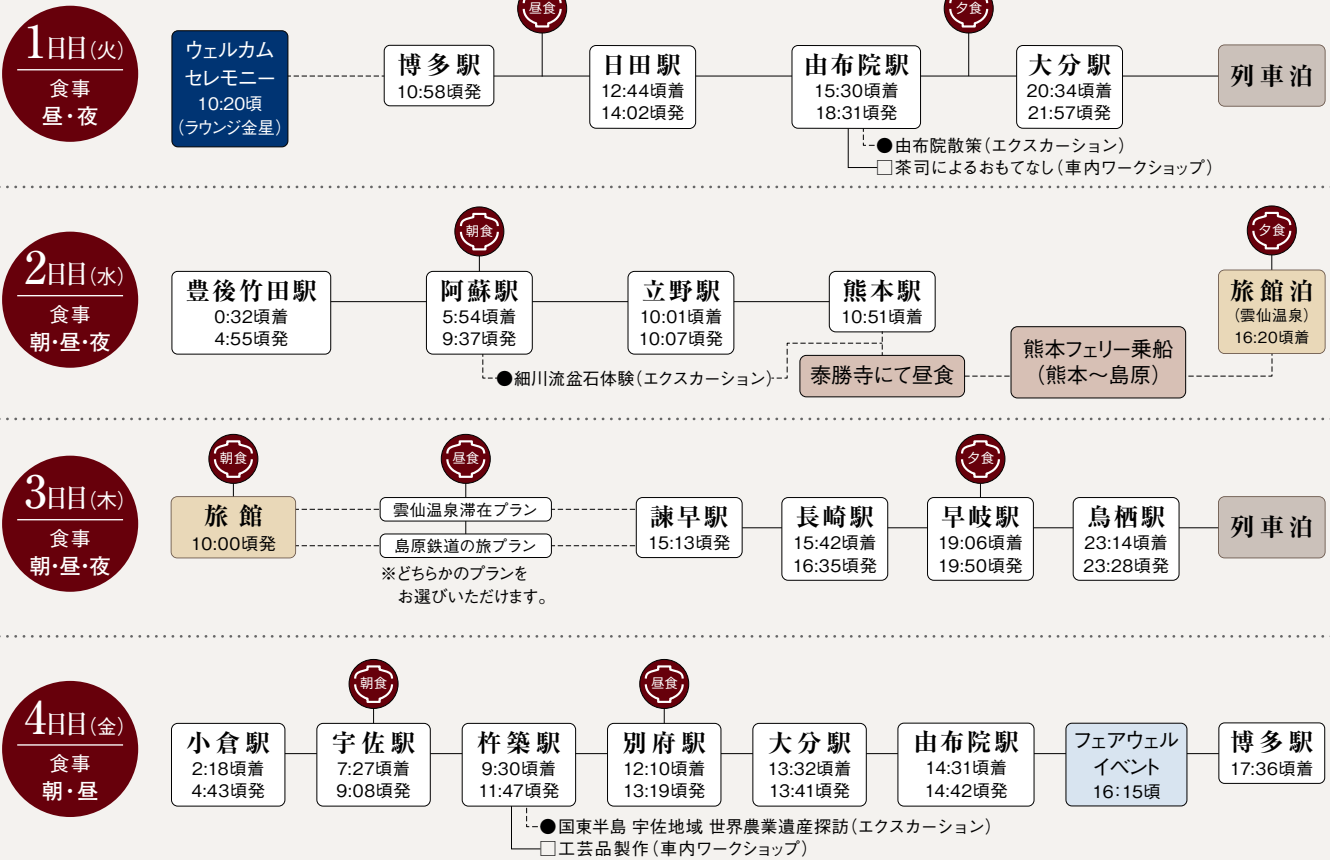 1日目(火)
食事
昼・夜
ウェルカム
セレモニー
10:20頃
(ラウンジ金星)
博多駅
10:58頃発
昼食
日田駅
12:44頃着
14:02頃発
由布院駅
15:30頃着
18:31頃発
夕食
大分駅
20:34頃着
21:57頃発
列車泊
●由布院散策(エクスカーション)
□茶司によるおもてなし(車内ワークショップ)
2日目(水)
食事
朝・昼・夜
豊後竹田駅
0:32頃着
4:55頃発
朝食
阿蘇駅
5:54頃着
9:37頃発
立野駅
10:01頃着
10:07頃発
熊本駅
10:51頃着
●細川流盆石体験(エクスカーション)
泰勝寺にて昼食
熊本フェリー乗船
(熊本〜島原)
夕食
旅館泊
(雲仙温泉)
16:20頃着
3日目(木)
食事
朝・昼・夜
朝食
旅館
10:00頃発
昼食
雲仙温泉滞在プラン
島原鉄道の旅プラン
※どちらかのプランを
お選びいただけます。
諫早駅
15:13頃発
長崎駅
15:42頃着
16:35頃発
夕食
早岐駅
19:06頃着
19:50頃発
鳥栖駅
23:14頃着
23:28頃発
列車泊
4日目(金)
食事
朝・昼
小倉駅
2:18頃着
4:43頃発
朝食
宇佐駅
7:27頃着
9:08頃発
杵築駅
9:30頃着
11:47頃発
昼食
別府駅
12:10頃着
13:19頃発
大分駅
13:32頃着
13:41頃発
由布院駅
14:31頃着
14:42頃発
フェアウェル
イベント
16:15頃
博多駅
17:36頃着
●国東半島 宇佐地域 世界農業遺産探訪(エクスカーション)
□工芸品製作(車内ワークショップ)